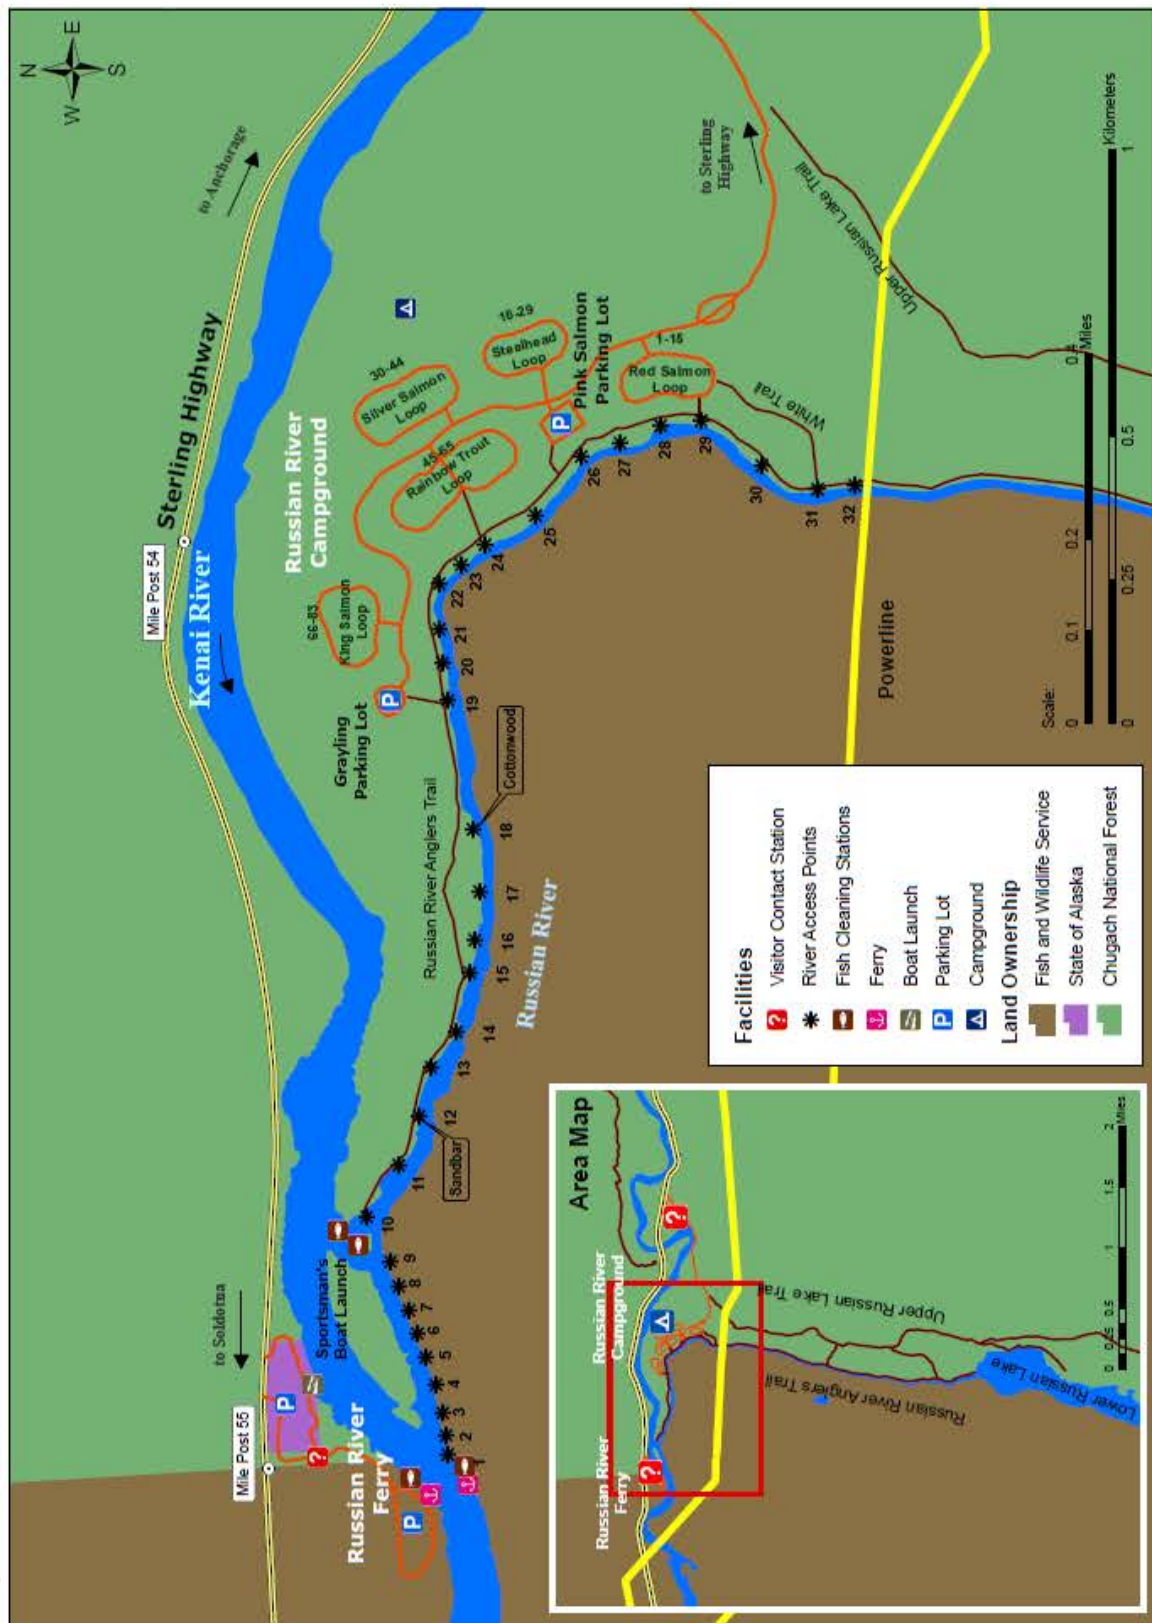 N
W
E
S
Mile Post 55
to Soldotna
Mile Post 54
Sterling Highway
to Anchorage
Kenai River
Sportsman's
Boat Launch
Russian River
Ferry
Russian River
Campground
66-83
King Salmon
Loop
30-44
Silver Salmon
Loop
45-65
Rainbow Trout
Loop
16-29
Steelhead
Loop
Pink Salmon
Parking Lot
1-15
Red Salmon
Loop
Grayling
Parking Lot
Russian River Anglers Trail
White Trail
to Sterling
Highway
Upper Russian Lake Trail
Sandbar
Cottonwood
Russian River
Powerline
1
2
3
4
5
6
7
8
9
10
11
12
13
14
15
16
17
18
19
20
21
22
23
24
25
26
27
28
29
30
31
32
Area Map
Russian River
Ferry
Russian River
Campground
Upper Russian Lake Trail
Russian River Anglers Trail
Lower Russian Lake
0 0.25 0.5 1 1.5 2
Miles
Facilities
Visitor Contact Station
River Access Points
Fish Cleaning Stations
Ferry
Boat Launch
Parking Lot
Campground
Land Ownership
Fish and Wildlife Service
State of Alaska
Chugach National Forest
Scale:
0 0.1 0.2 0.4
Miles
0 0.25 0.5 1
Kilometers